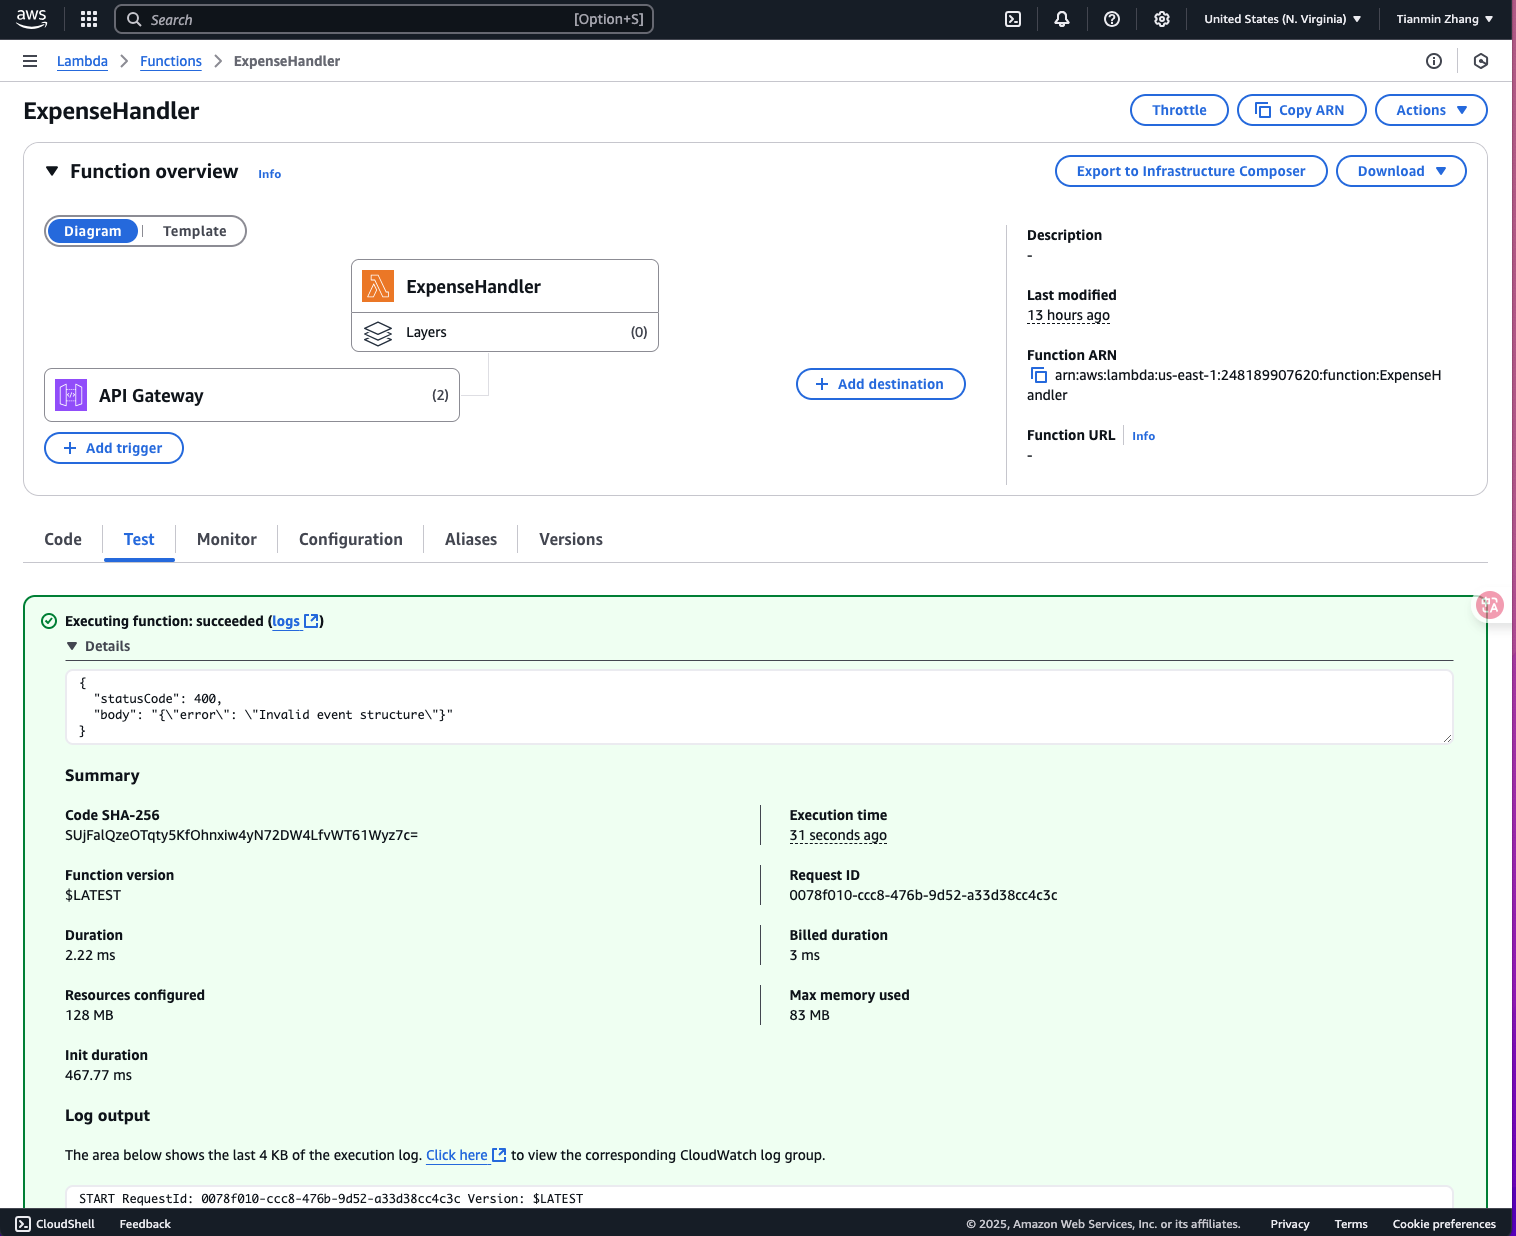 aws
Search
[Option+S]
United States (N. Virginia)
Tianmin Zhang
Lambda
Functions
ExpenseHandler
ExpenseHandler
Throttle
Copy ARN
Actions
Function overview
Info
Export to Infrastructure Composer
Download
Diagram
Template
ExpenseHandler
Layers
(0)
API Gateway
(2)
+ Add trigger
+ Add destination
Description
-
Last modified
13 hours ago
Function ARN
arn:aws:lambda:us-east-1:248189907620:function:ExpenseH
andler
Function URL
Info
-
Code
Test
Monitor
Configuration
Aliases
Versions
Executing function: succeeded (logs)
Details
{
"statusCode": 400,
"body": "{\"error\": \"Invalid event structure\"}"
}
Summary
Code SHA-256
SUjFalQzeOTqty5KfOhnxiw4yN72DW4LfvWT61Wyz7c=
Execution time
31 seconds ago
Function version
$LATEST
Request ID
0078f010-ccc8-476b-9d52-a33d38cc4c3c
Duration
2.22 ms
Billed duration
3 ms
Resources configured
128 MB
Max memory used
83 MB
Init duration
467.77 ms
Log output
The area below shows the last 4 KB of the execution log. Click here to view the corresponding CloudWatch log group.
START RequestId: 0078f010-ccc8-476b-9d52-a33d38cc4c3c Version: $LATEST
CloudShell
Feedback
© 2025, Amazon Web Services, Inc. or its affiliates.
Privacy
Terms
Cookie preferences